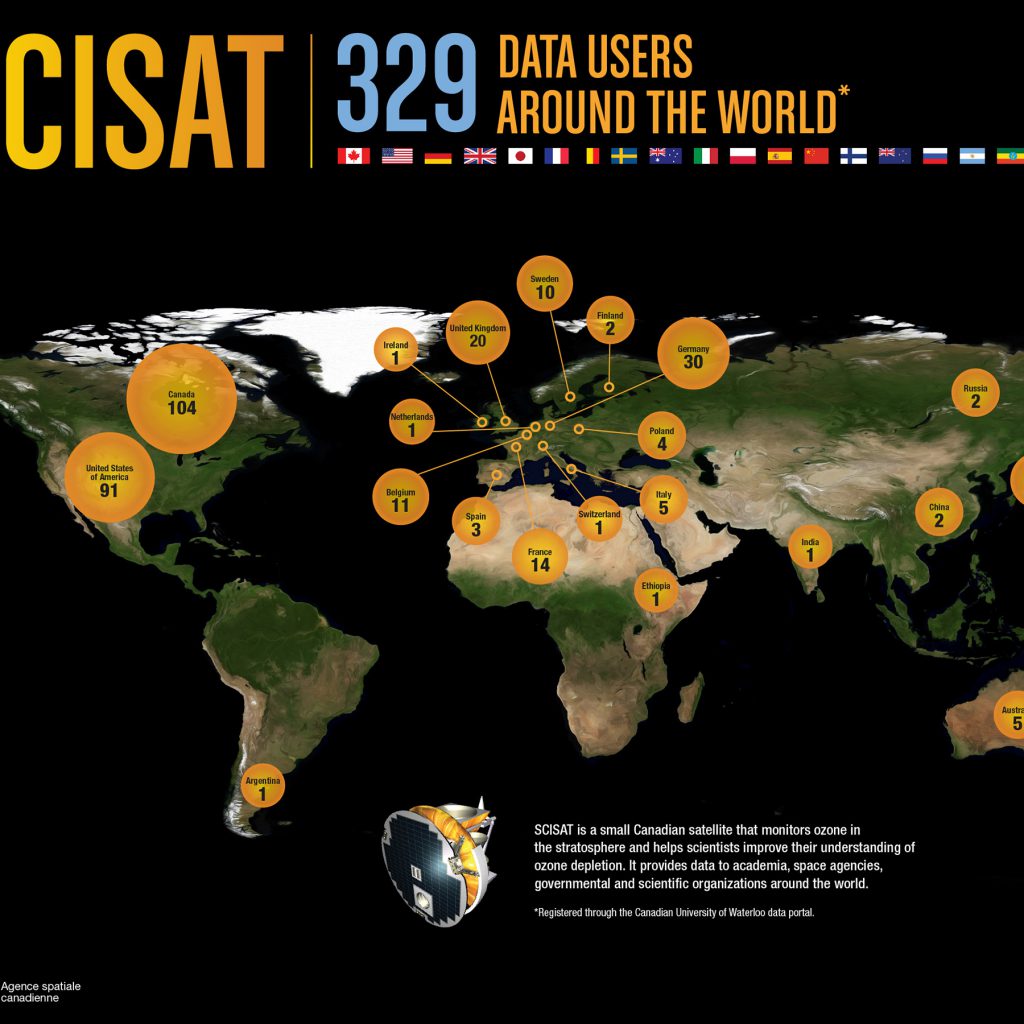 CISAT
329
DATA USERS
AROUND THE WORLD*
Sweden
10
Finland
2
United Kingdom
20
Ireland
1
Germany
30
Canada
104
Russia
2
Netherlands
1
Poland
4
United States
of America
91
Belgium
11
Spain
3
Switzerland
1
Italy
5
China
2
France
14
India
1
Ethiopia
1
Austra
5
Argentina
1
SCISAT is a small Canadian satellite that monitors ozone in
the stratosphere and helps scientists improve their understanding of
ozone depletion. It provides data to academia, space agencies,
governmental and scientific organizations around the world.
*Registered through the Canadian University of Waterloo data portal.
Agence spatiale
canadienne